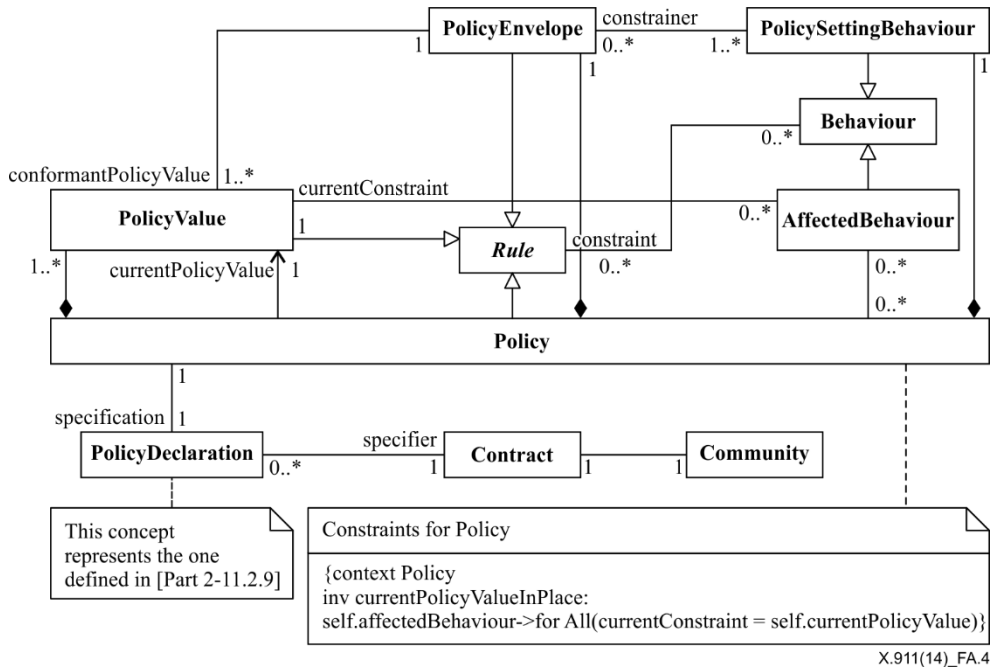 constrainer
PolicyEnvelope
PolicySettingBehaviour
1
0..*
1..*
1
1
Behaviour
0..*
conformantPolicyValue
1..*
currentConstraint
PolicyValue
0..*
AffectedBehaviour
1
Rule
constraint
0..*
1..*
currentPolicyValue
1
0..*
0..*
Policy
1
specification
1
PolicyDeclaration
specifier
0..*
1
Contract
1
1
Community
This concept
represents the one
defined in [Part 2-11.2.9]
Constraints for Policy
{context Policy
inv currentPolicyValueInPlace:
self.affectedBehaviour->for All(currentConstraint = self.currentPolicyValue)}
X.911(14)_FA.4